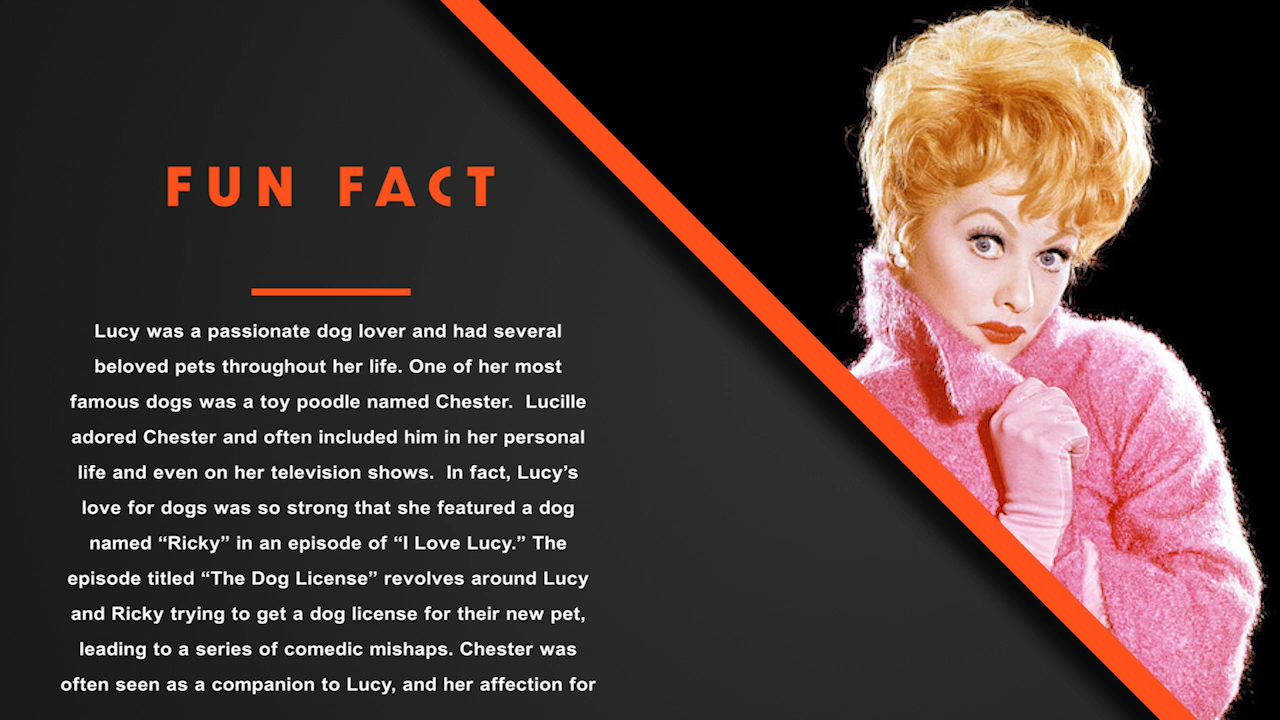 FUN FACT
Lucy was a passionate dog lover and had several
beloved pets throughout her life. One of her most
famous dogs was a toy poodle named Chester.  Lucille
adored Chester and often included him in her personal
life and even on her television shows.  In fact, Lucy’s
love for dogs was so strong that she featured a dog
named “Ricky” in an episode of “I Love Lucy.” The
episode titled “The Dog License” revolves around Lucy
and Ricky trying to get a dog license for their new pet,
leading to a series of comedic mishaps. Chester was
often seen as a companion to Lucy, and her affection for